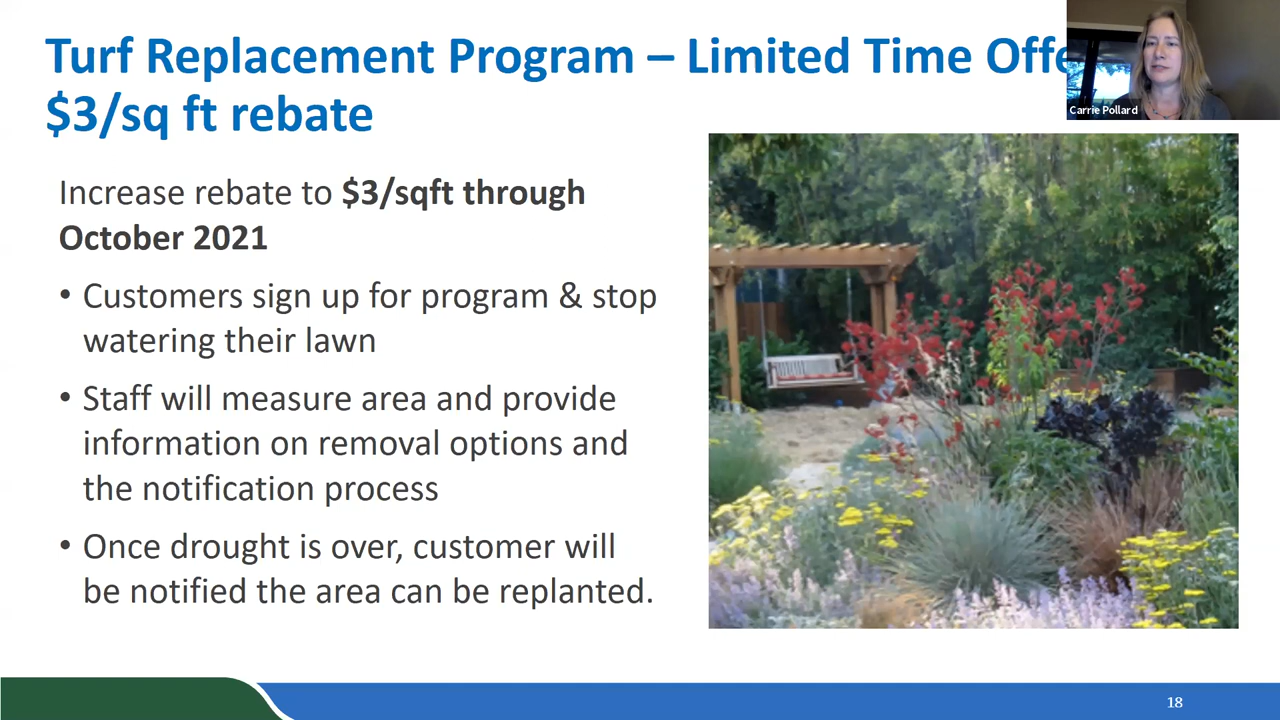 Turf Replacement Program – Limited Time Offe
$3/sq ft rebate
Carrie Pollard
Increase rebate to $3/sqft through
October 2021
• Customers sign up for program & stop
watering their lawn
• Staff will measure area and provide
information on removal options and
the notification process
• Once drought is over, customer will
be notified the area can be replanted.
18